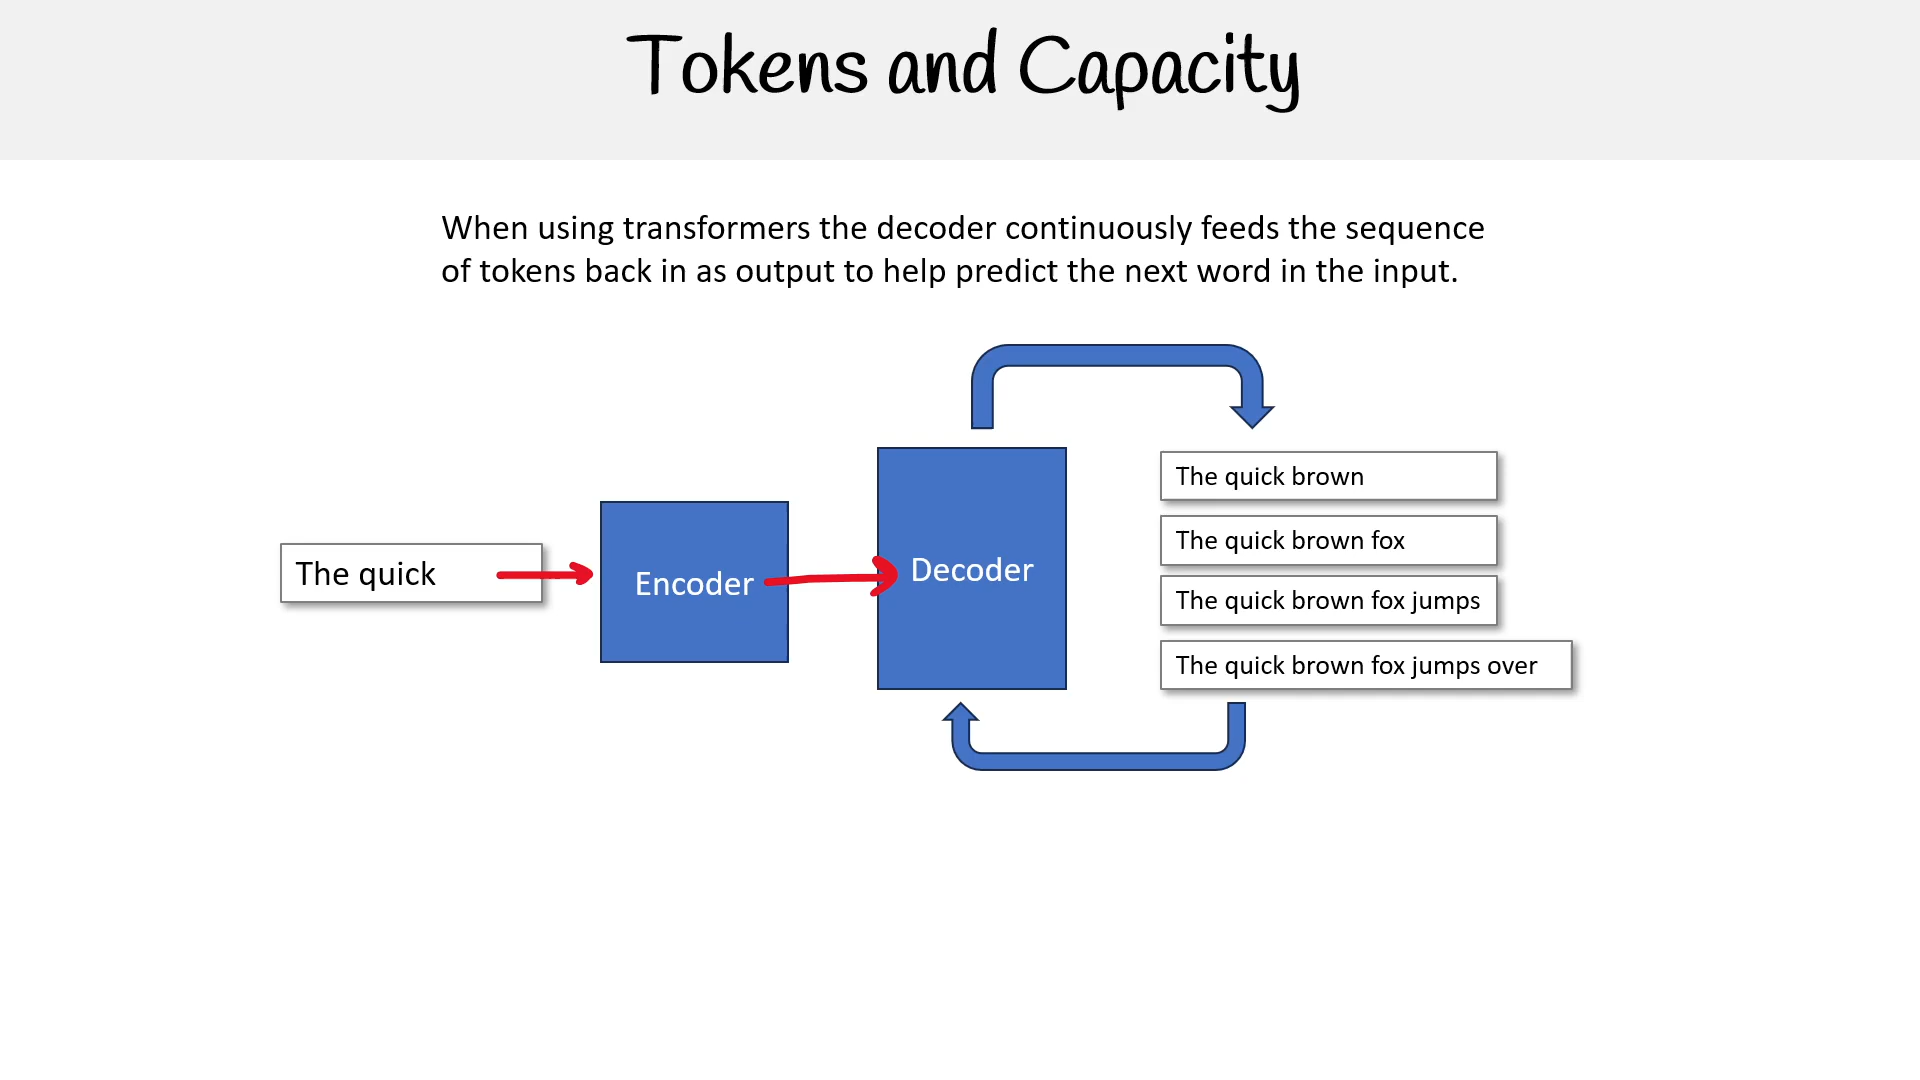 Tokens and Capacity
When using transformers the decoder continuously feeds the sequence
of tokens back in as output to help predict the next word in the input.
The quick
Encoder
Decoder
The quick brown
The quick brown fox
The quick brown fox jumps
The quick brown fox jumps over